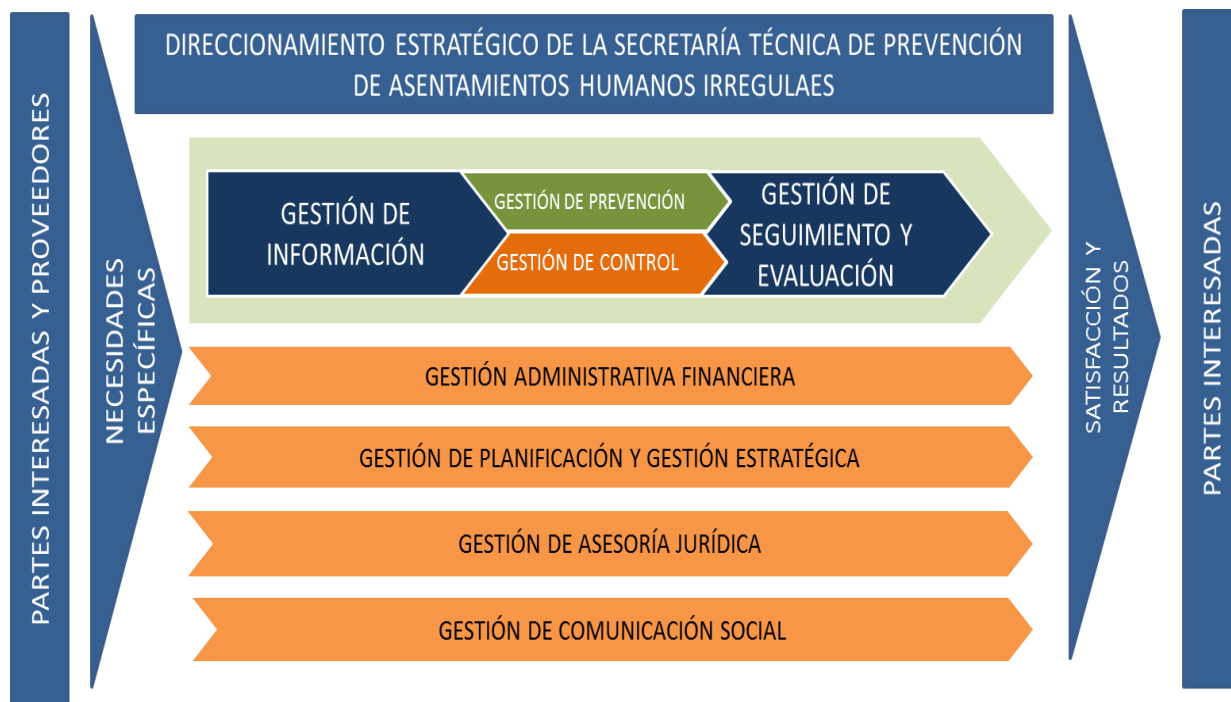 PARTES INTERESADAS Y PROVEEDORES
NECESIDADES
ESPECÍFICAS
DIRECCIONAMIENTO ESTRATÉGICO DE LA SECRETARÍA TÉCNICA DE PREVENCIÓN
DE ASENTAMIENTOS HUMANOS IRREGULAES
GESTIÓN DE
INFORMACIÓN
GESTIÓN DE PREVENCIÓN
GESTIÓN DE CONTROL
GESTIÓN DE
SEGUIMIENTO Y
EVALUACIÓN
GESTIÓN ADMINISTRATIVA FINANCIERA
GESTIÓN DE PLANIFICACIÓN Y GESTIÓN ESTRATÉGICA
GESTIÓN DE ASESORÍA JURÍDICA
GESTIÓN DE COMUNICACIÓN SOCIAL
SATISFACCIÓN Y
RESULTADOS
PARTES INTERESADAS